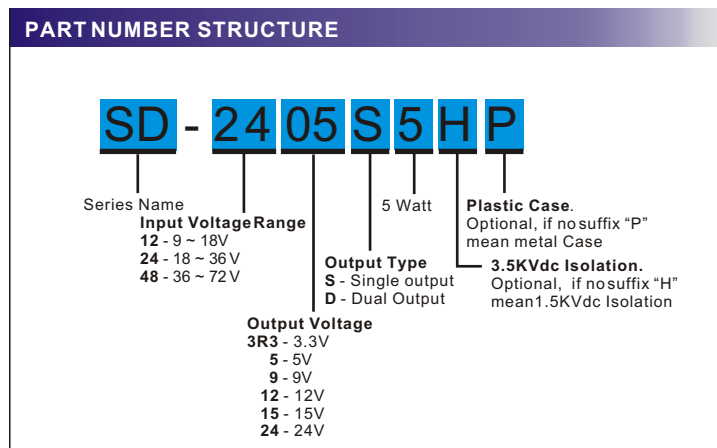 PART NUMBER STRUCTURE
SD - 24 05 S 5 H P
Series Name
Input Voltage Range
12 - 9 ~ 18V
24 - 18 ~ 36 V
48 - 36 ~ 72 V
Output Voltage
3R3 - 3.3V
5 - 5V
9 - 9V
12 - 12V
15 - 15V
24 - 24V
Output Type
S - Single output
D - Dual Output
5 Watt
Plastic Case.
Optional, if no suffix “P”
mean metal Case
3.5KVdc Isolation.
Optional, if no suffix “H”
mean1.5KVdc Isolation